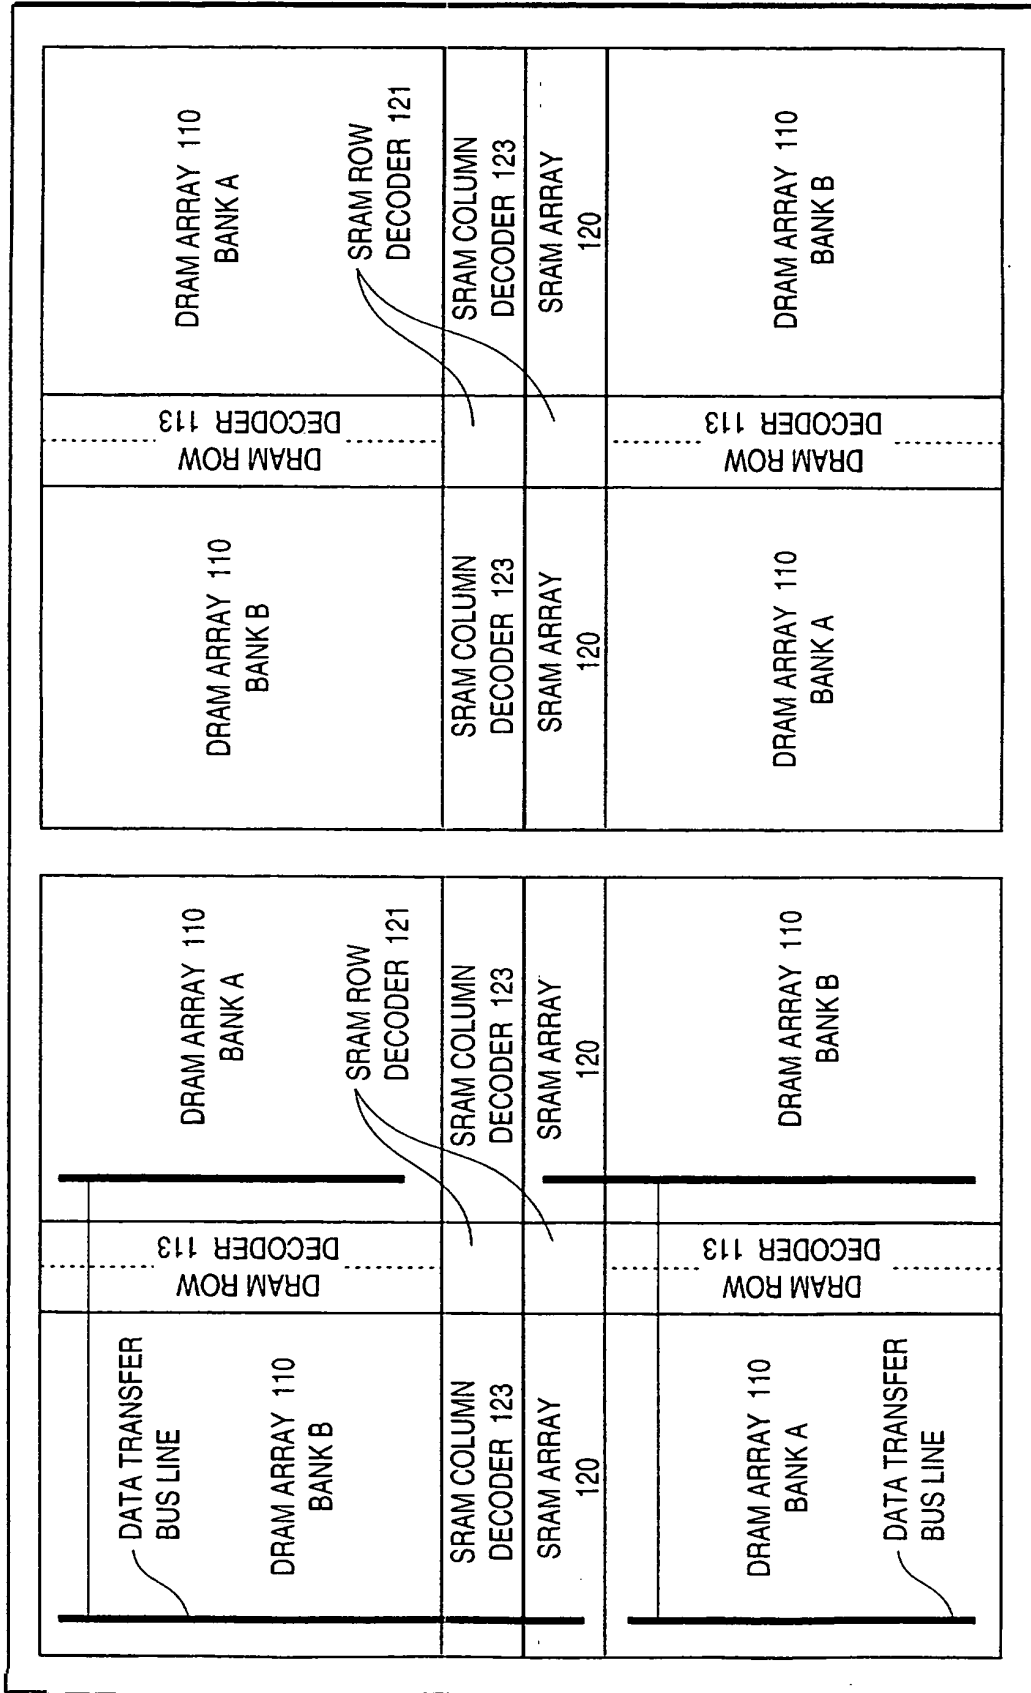 DATA TRANSFER
BUS LINE
DRAM ARRAY 110
BANK B
DRAM ROW
DECODER 113
DRAM ARRAY 110
BANK A
SRAM ROW
DECODER 121
SRAM COLUMN
DECODER 123
SRAM COLUMN
DECODER 123
SRAM ARRAY
120
SRAM ARRAY
120
DRAM ARRAY 110
BANK A
DATA TRANSFER
BUS LINE
DRAM ROW
DECODER 113
DRAM ARRAY 110
BANK B
DRAM ARRAY 110
BANK B
DRAM ROW
DECODER 113
DRAM ARRAY 110
BANK A
SRAM ROW
DECODER 121
SRAM COLUMN
DECODER 123
SRAM COLUMN
DECODER 123
SRAM ARRAY
120
SRAM ARRAY
120
DRAM ARRAY 110
BANK A
DRAM ROW
DECODER 113
DRAM ARRAY 110
BANK B